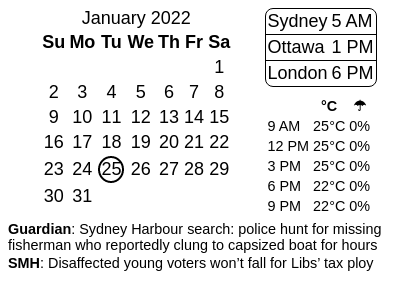 January 2022
Su Mo Tu We Th Fr Sa
1
2 3 4 5 6 7 8
9 10 11 12 13 14 15
16 17 18 19 20 21 22
23 24 25 26 27 28 29
30 31
Sydney 5 AM
Ottawa 1 PM
London 6 PM
°C ☂
9 AM 25°C 0%
12 PM 25°C 0%
3 PM 25°C 0%
6 PM 22°C 0%
9 PM 22°C 0%
Guardian: Sydney Harbour search: police hunt for missing
fisherman who reportedly clung to capsized boat for hours
SMH: Disaffected young voters won’t fall for Libs’ tax ploy